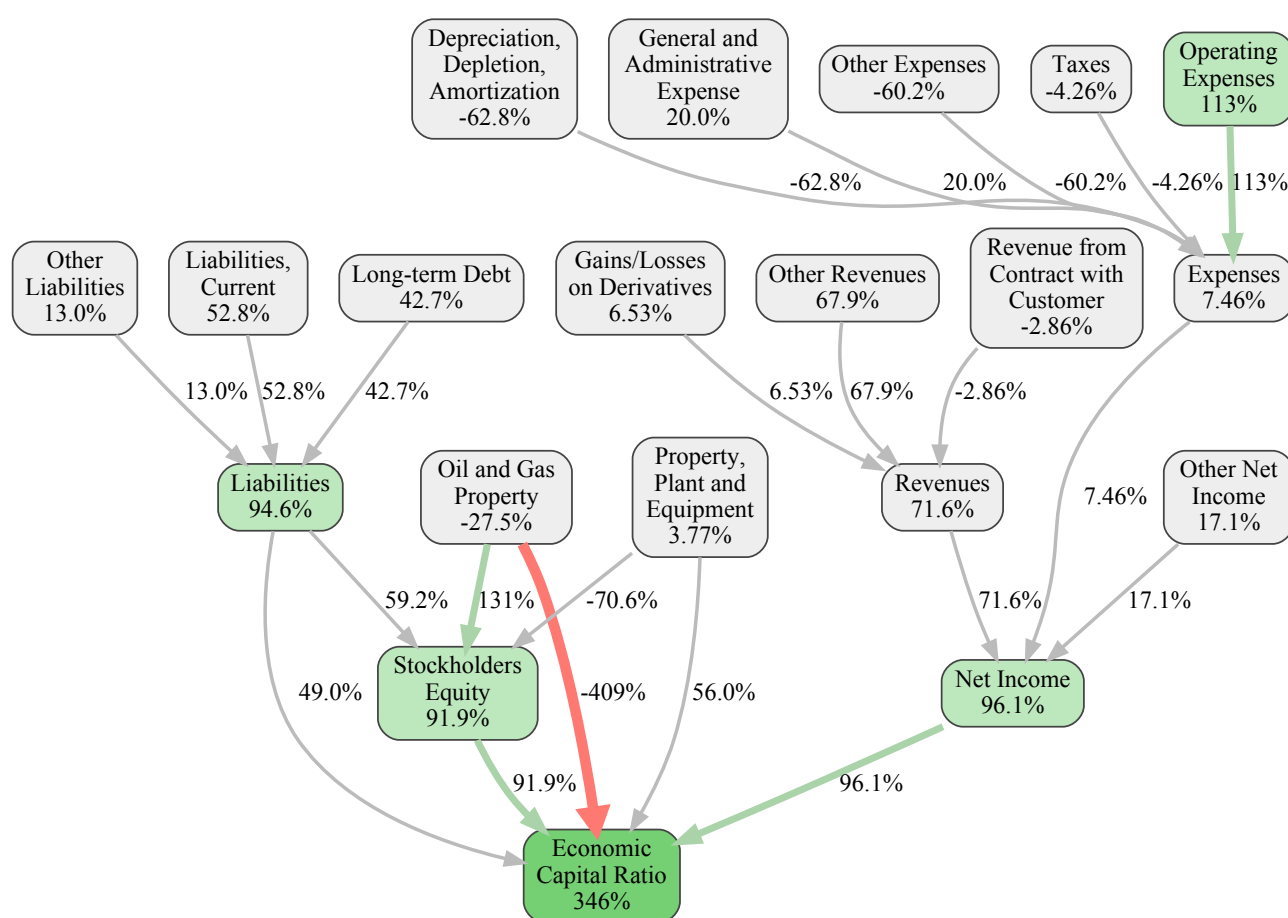 Depreciation,
Depletion,
Amortization
-62.8%
General and
Administrative
Expense
20.0%
Other Expenses
-60.2%
Taxes
-4.26%
Operating
Expenses
113%
-62.8%
20.0%
-60.2%
-4.26%
113%
Other
Liabilities
13.0%
Liabilities,
Current
52.8%
Long-term Debt
42.7%
Gains/Losses
on Derivatives
6.53%
Other Revenues
67.9%
Revenue from
Contract with
Customer
-2.86%
Expenses
7.46%
13.0%
52.8%
42.7%
6.53%
67.9%
-2.86%
Liabilities
94.6%
Oil and Gas
Property
-27.5%
Property,
Plant and
Equipment
3.77%
Revenues
71.6%
7.46%
Other Net
Income
17.1%
59.2%
131%
-70.6%
71.6%
17.1%
49.0%
Stockholders
Equity
91.9%
-409%
56.0%
Net Income
96.1%
91.9%
96.1%
Economic
Capital Ratio
346%